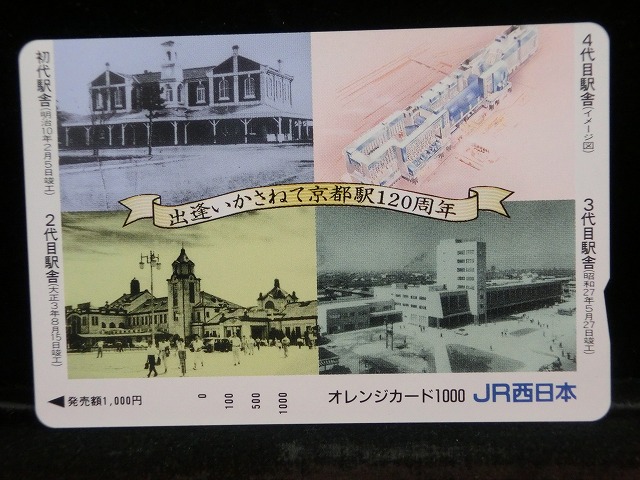 初代駅舎(明治10年2月5日竣工)
4代目駅舎(イメージ図)
出逢いかさねて京都駅120周年
2代目駅舎(大正3年8月15日竣工)
3代目駅舎(昭和27年5月27日竣工)
◀発売額1,000円
0
100
500
1000
オレンジカード1000 JR西日本